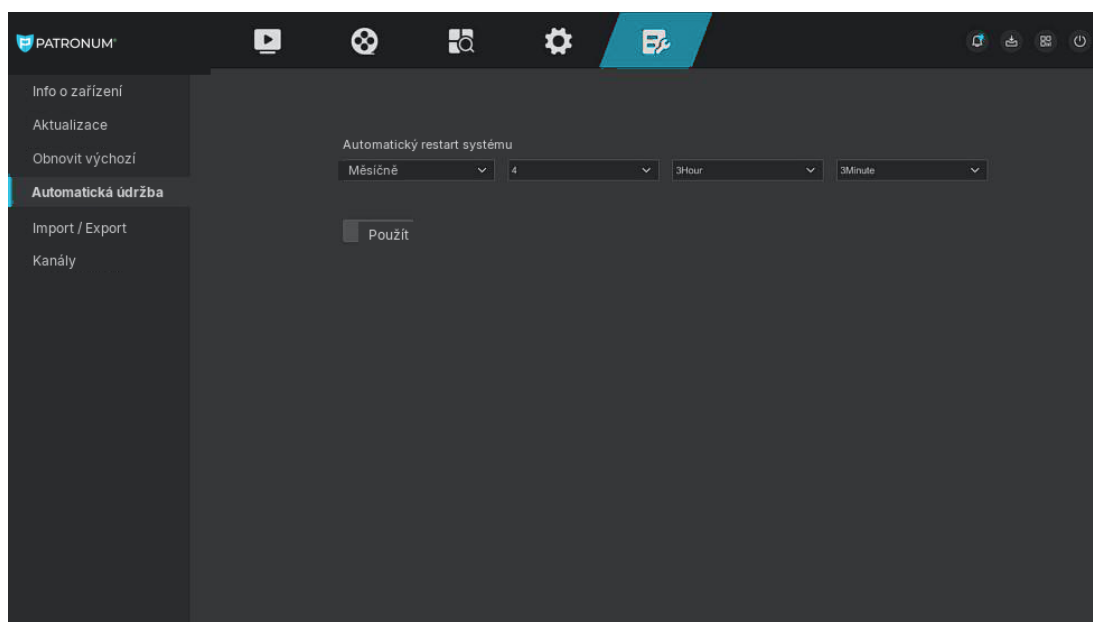 PATRONUM®
Info o zařízení
Aktualizace
Obnovit výchozí
Automatická údržba
Import / Export
Kanály
Automatický restart systému
Měsíčně 4 3Hour 3Minute
Použít